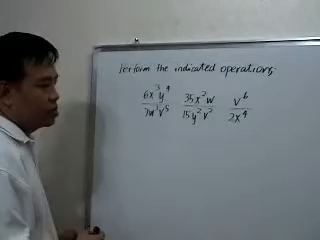 Perform the indicated operations.
6x³y⁴ / 7w³v⁵ 35x²w / 15y²v² v⁶ / 2x⁴